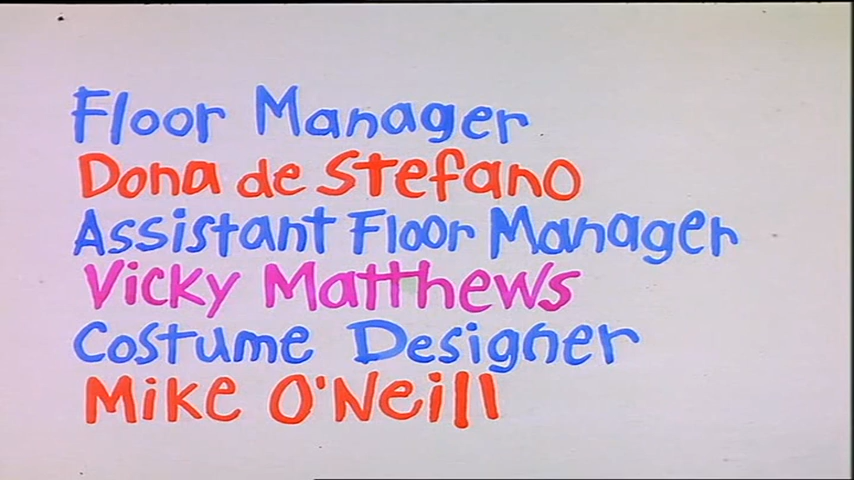 Floor Manager
Dona de Stefano
Assistant Floor Manager
Vicky Matthews
Costume Designer
Mike O'Neill